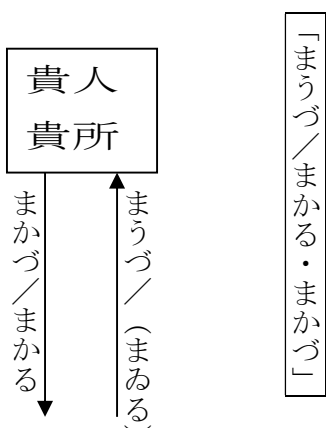 「まうづ／まかる・まかづ」
貴人
貴所
まうづ／（まゐる）
まかづ／まかる